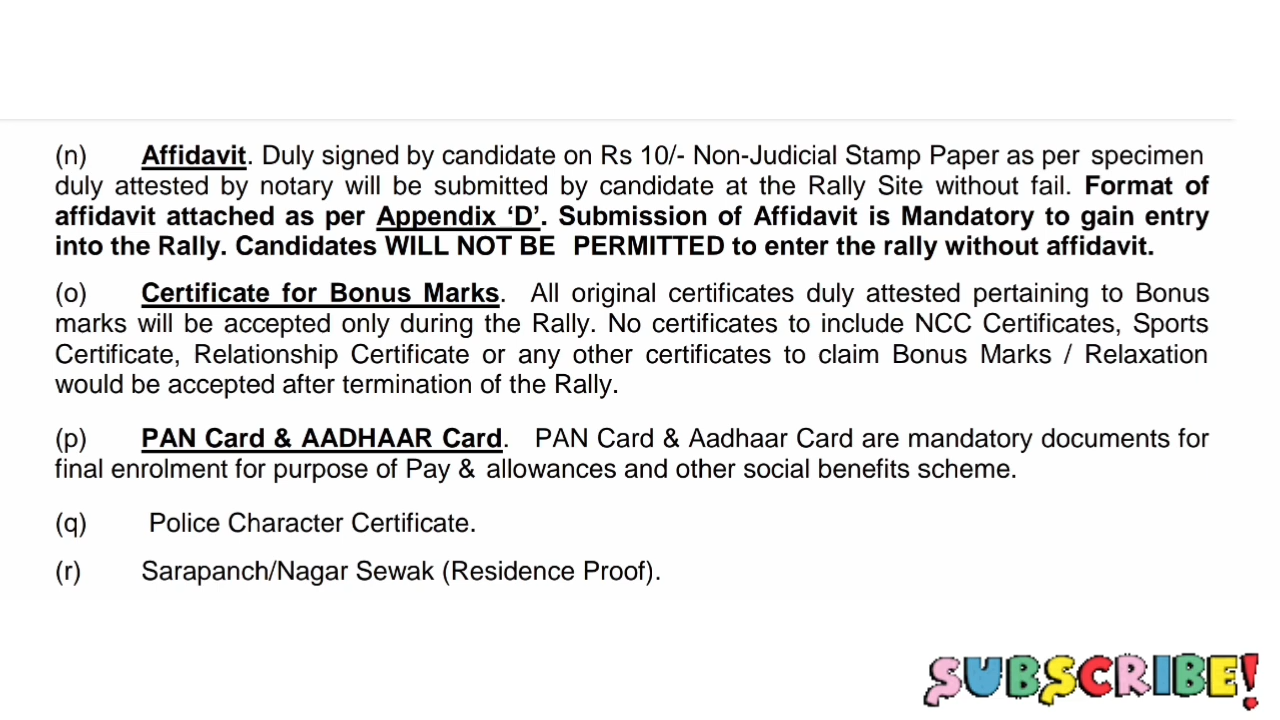 (n) Affidavit. Duly signed by candidate on Rs 10/- Non-Judicial Stamp Paper as per specimen
duly attested by notary will be submitted by candidate at the Rally Site without fail. Format of
affidavit attached as per Appendix ‘D’. Submission of Affidavit is Mandatory to gain entry
into the Rally. Candidates WILL NOT BE PERMITTED to enter the rally without affidavit.
(o) Certificate for Bonus Marks. All original certificates duly attested pertaining to Bonus
marks will be accepted only during the Rally. No certificates to include NCC Certificates, Sports
Certificate, Relationship Certificate or any other certificates to claim Bonus Marks / Relaxation
would be accepted after termination of the Rally.
(p) PAN Card & AADHAAR Card. PAN Card & Aadhaar Card are mandatory documents for
final enrolment for purpose of Pay & allowances and other social benefits scheme.
(q) Police Character Certificate.
(r) Sarapanch/Nagar Sewak (Residence Proof).
SUBSCRIBE!